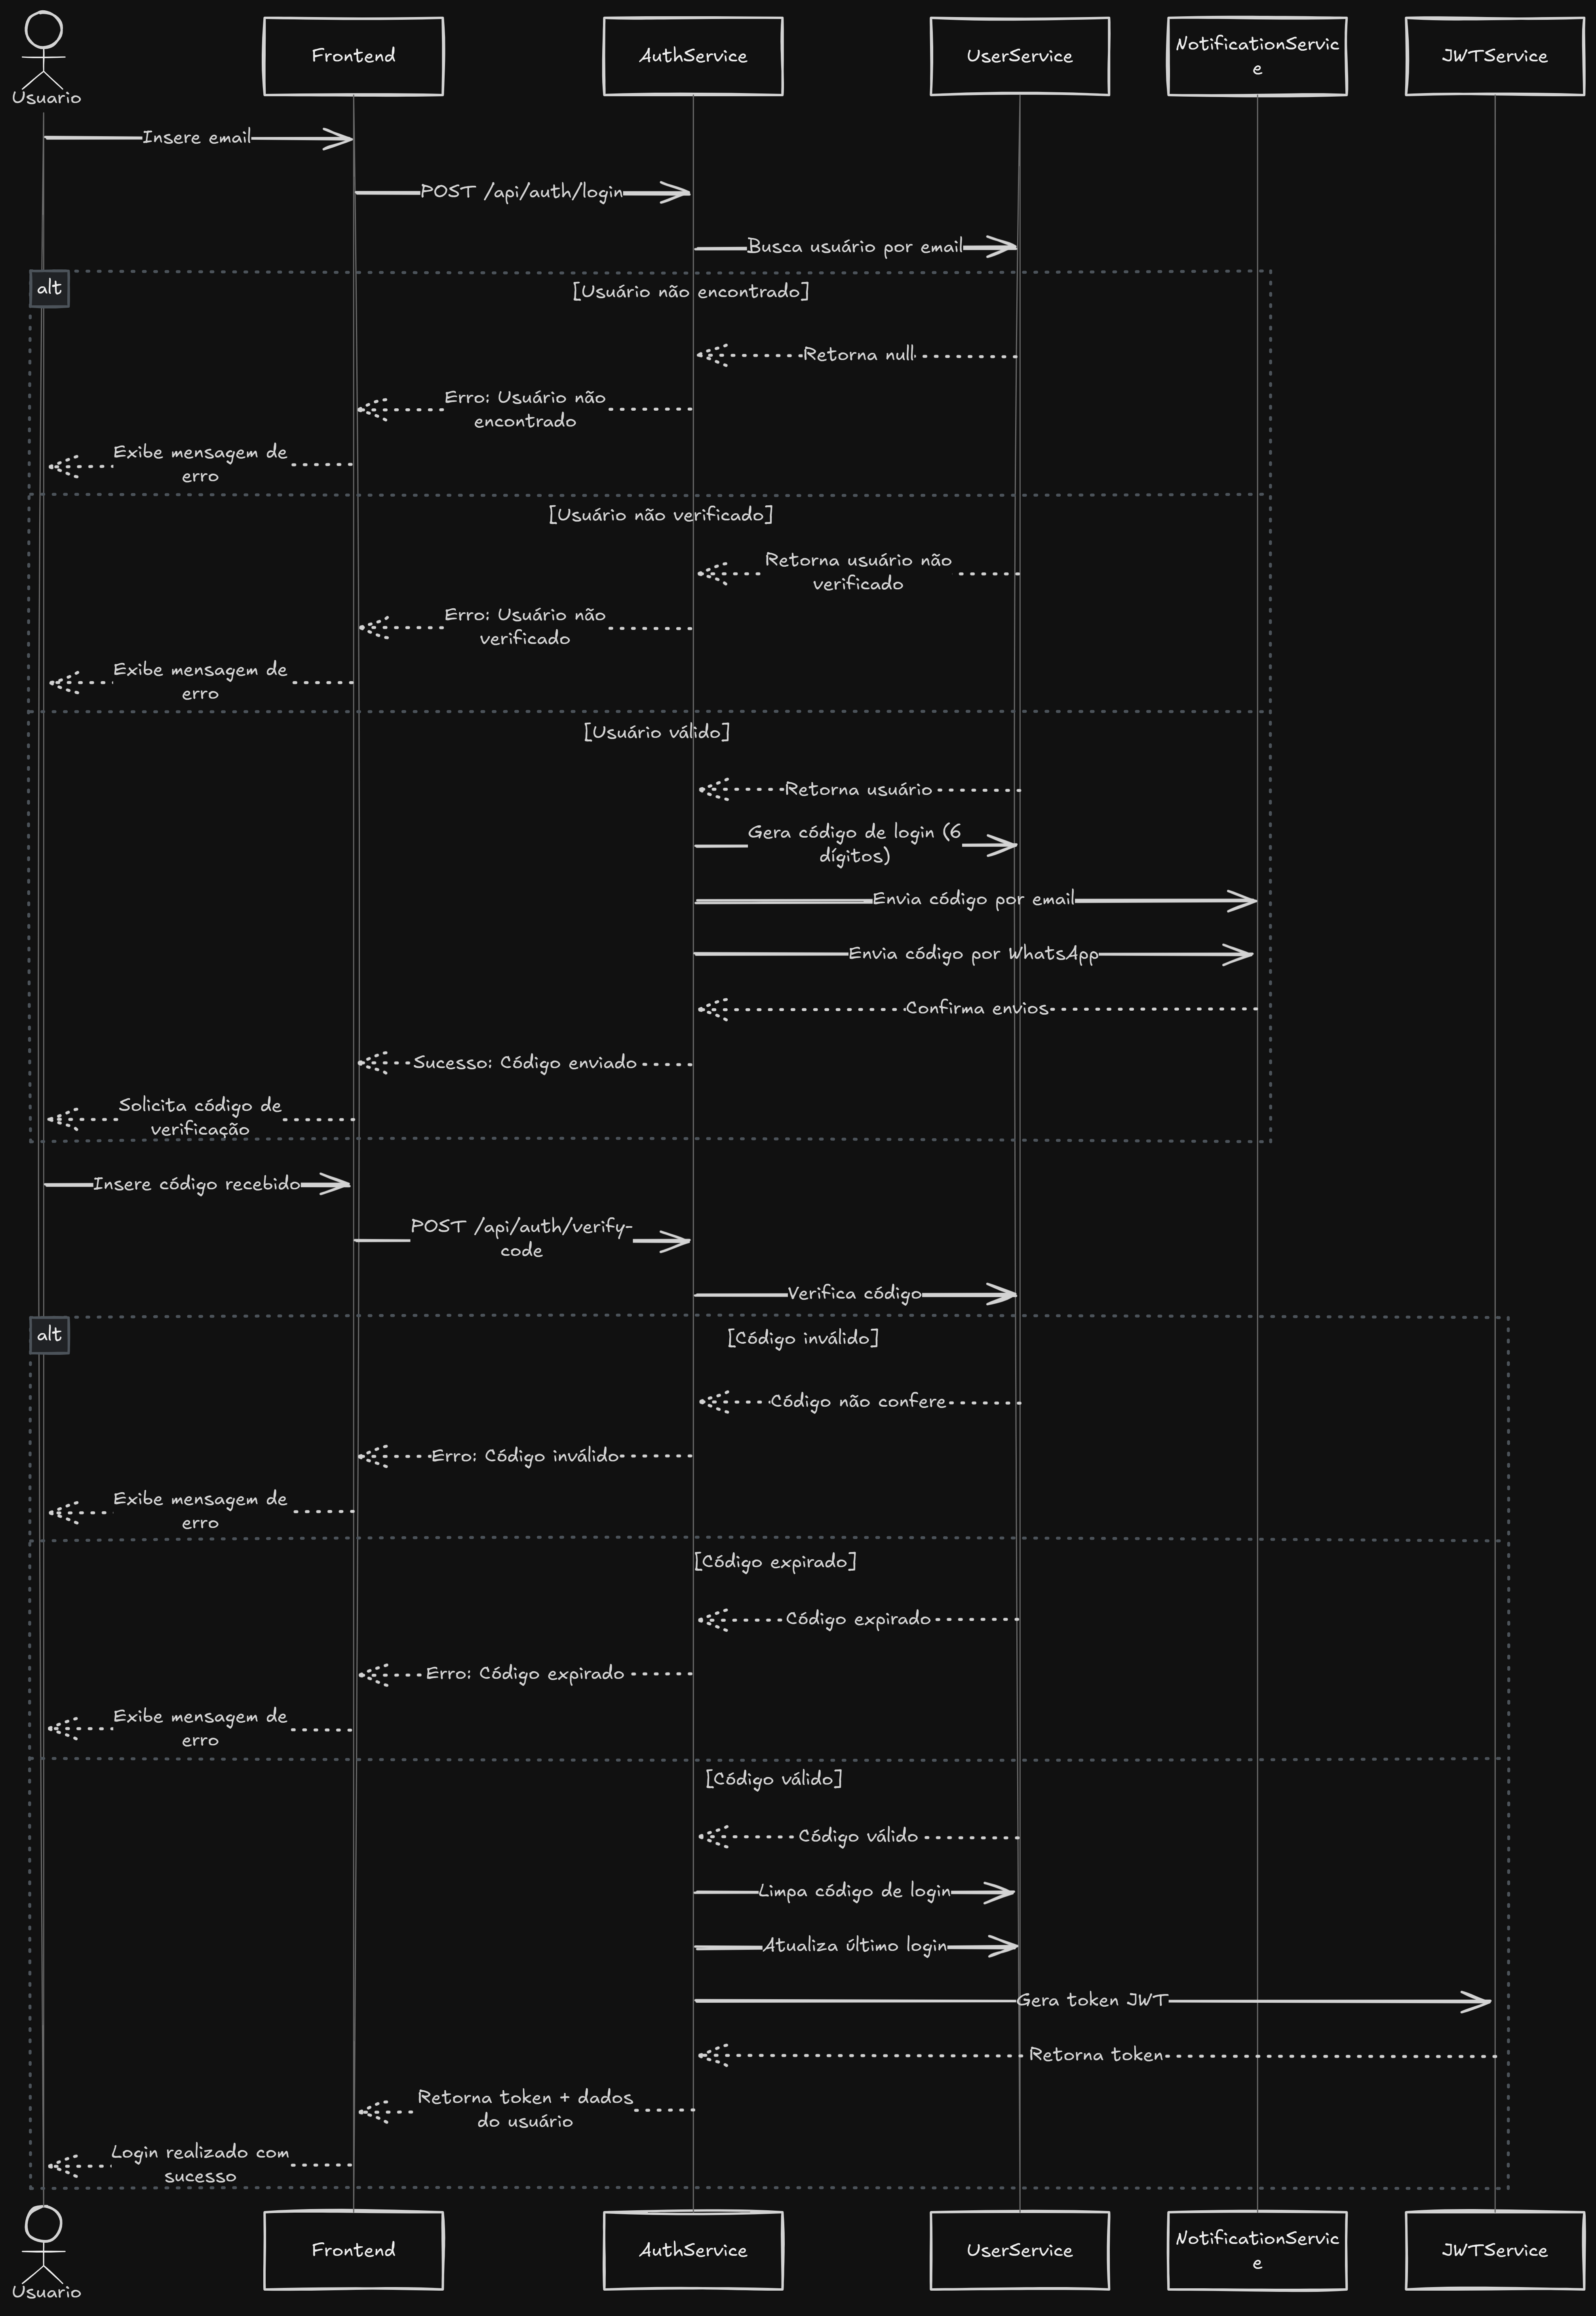 Usuario
Frontend
AuthService
UserService
NotificationServic
e
JWTService
Insere email
POST /api/auth/login
Busca usuário por email
alt
[Usuário não encontrado]
Retorna null
Erro: Usuário não
encontrado
Exibe mensagem de
erro
[Usuário não verificado]
Retorna usuário não
verificado
Erro: Usuário não
verificado
Exibe mensagem de
erro
[Usuário válido]
Retorna usuário
Gera código de login (6
dígitos)
Envia código por email
Envia código por WhatsApp
Confirma envios
Sucesso: Código enviado
Solicita código de
verificação
Insere código recebido
POST /api/auth/verify-
code
Verifica código
alt
[Código inválido]
Código não confere
Erro: Código inválido
Exibe mensagem de
erro
[Código expirado]
Código expirado
Erro: Código expirado
Exibe mensagem de
erro
[Código válido]
Código válido
Limpa código de login
Atualiza último login
Gera token JWT
Retorna token
Retorna token + dados
do usuário
Login realizado com
sucesso
Usuario
Frontend
AuthService
UserService
NotificationServic
e
JWTService